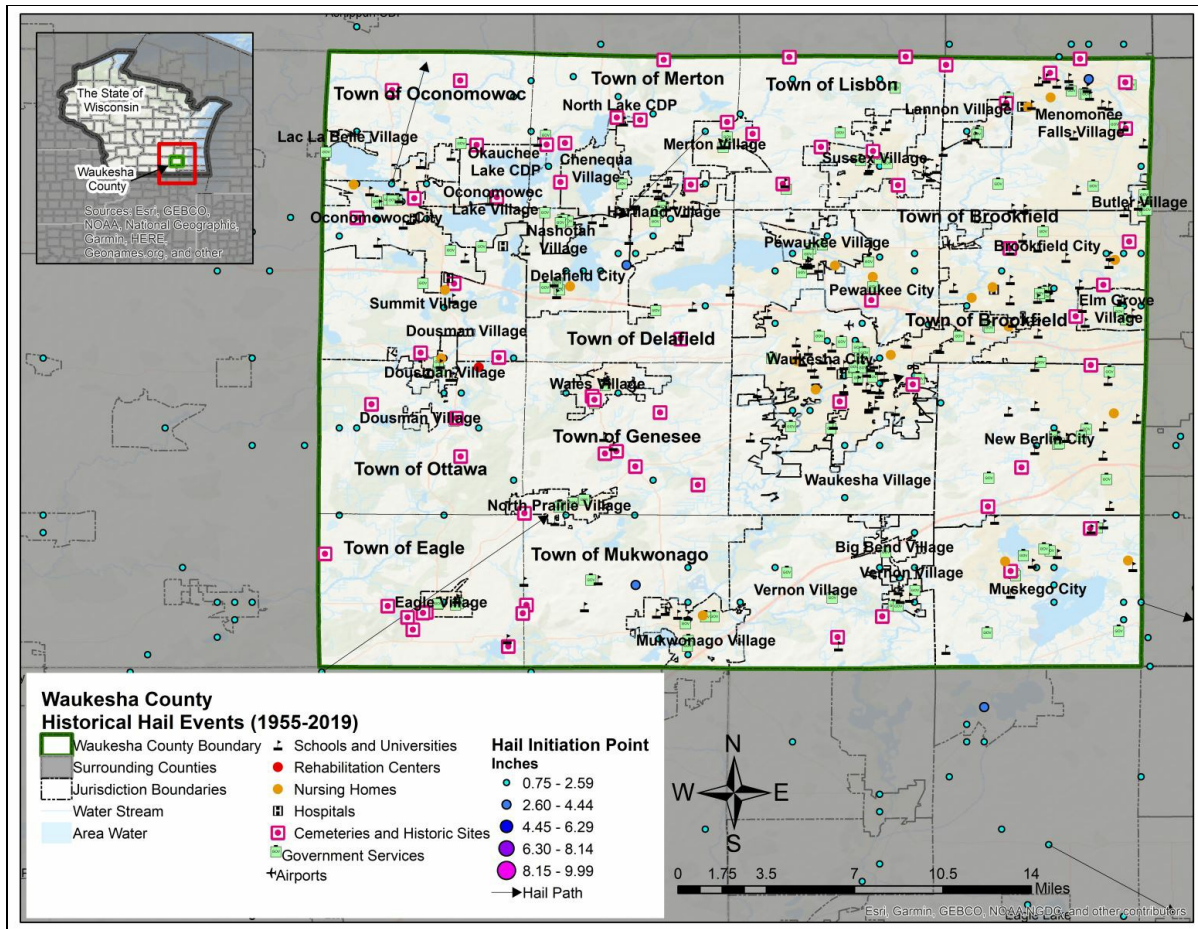 The State of
Wisconsin
Waukesha
County
Sources: Esri, GEBCO,
NOAA, National Geographic,
Garmin, HERE,
Geonames.org, and other
Town of Oconomowoc
Town of Merton
Town of Lisbon
North Lake CDP
Lannon Village
Menomonee
Falls Village
Lac La Belle Village
Okauchee
Lake CDP
Chenequa
Village
Merton Village
Sussex Village
Oconomowoc
Lake Village
Butler Village
Oconomowoc City
Hartland Village
Town of Brookfield
Nashotah
Village
Pewaukee Village
Brookfield City
Delafield City
Pewaukee City
Summit Village
Elm Grove
Village
Dousman Village
Town of Delafield
Town of Brookfield
Waukesha City
Dousman Village
Wales Village
Dousman Village
Town of Genesee
New Berlin City
Town of Ottawa
Waukesha Village
North Prairie Village
Town of Eagle
Town of Mukwonago
Big Bend Village
Vernon Village
Vernon Village
Muskego City
Eagle Village
Mukwonago Village
Waukesha County
Historical Hail Events (1955-2019)
Waukesha County Boundary
Surrounding Counties
Jurisdiction Boundaries
Water Stream
Area Water
Schools and Universities
Rehabilitation Centers
Nursing Homes
Hospitals
Cemeteries and Historic Sites
Government Services
Airports
Hail Initiation Point
Inches
0.75 - 2.59
2.60 - 4.44
4.45 - 6.29
6.30 - 8.14
8.15 - 9.99
Hail Path
N
W E
S
0 1.75 3.5 7 10.5 14
Miles
Esri, Garmin, GEBCO, NOAA NGDC, and other contributors
Eagle Lake